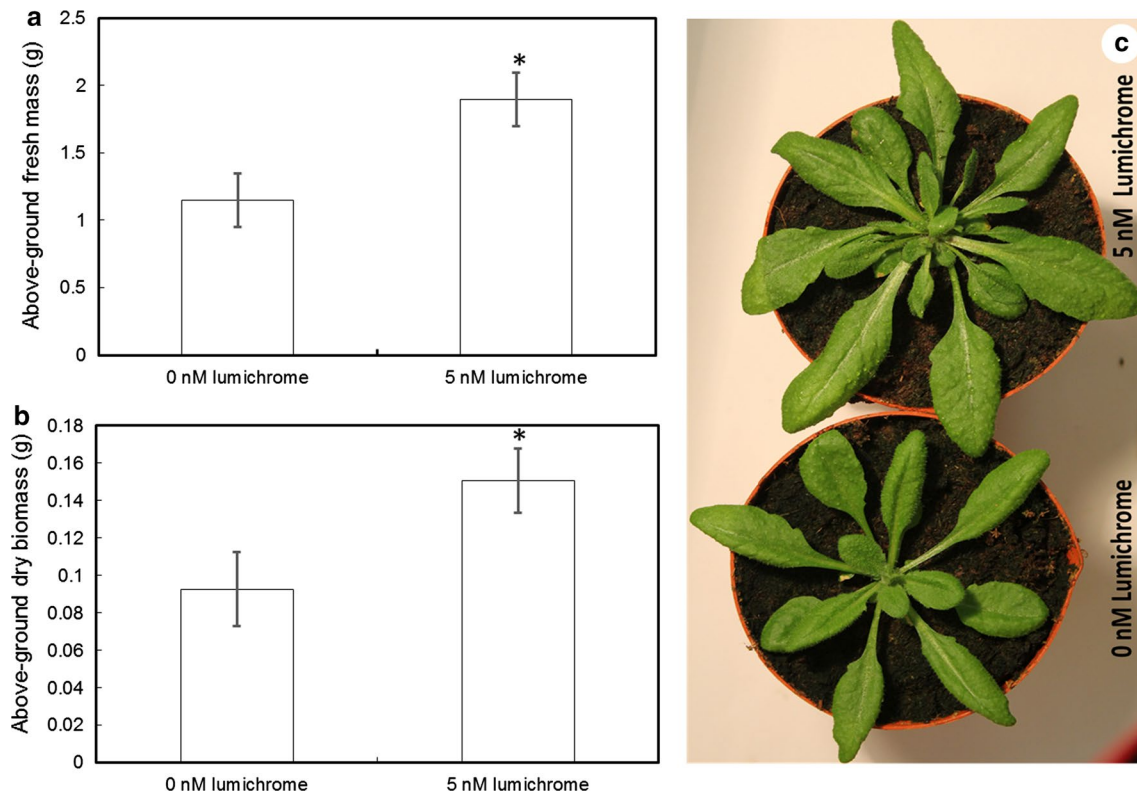 a
Above-ground fresh mass (g)
2.5
2
1.5
1
0.5
0
*
0 nM lumichrome
5 nM lumichrome
b
Above-ground dry biomass (g)
0.18
0.16
0.14
0.12
0.1
0.08
0.06
0.04
0.02
0
*
0 nM lumichrome
5 nM lumichrome
c
5 nM Lumichrome
0 nM Lumichrome